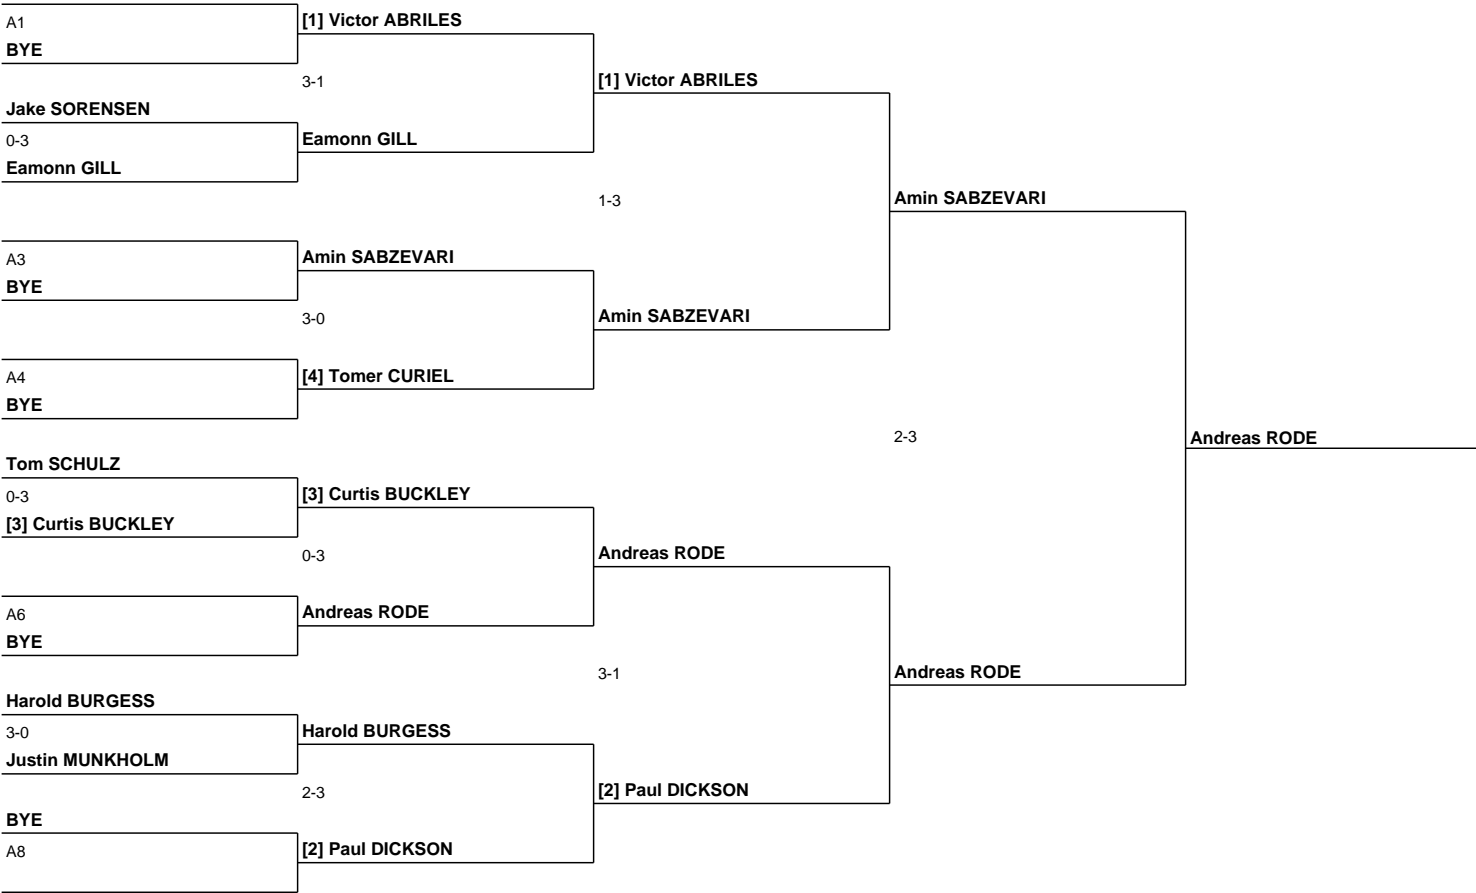 A1
BYE
[1] Victor ABRILES
3-1
Jake SORENSEN
0-3
Eamonn GILL
Eamonn GILL
[1] Victor ABRILES
1-3
A3
BYE
Amin SABZEVARI
3-0
A4
BYE
[4] Tomer CURIEL
Amin SABZEVARI
Amin SABZEVARI
2-3
Tom SCHULZ
0-3
[3] Curtis BUCKLEY
[3] Curtis BUCKLEY
0-3
A6
BYE
Andreas RODE
Andreas RODE
3-1
Harold BURGESS
3-0
Justin MUNKHOLM
Harold BURGESS
2-3
BYE
A8
[2] Paul DICKSON
[2] Paul DICKSON
Andreas RODE
Andreas RODE